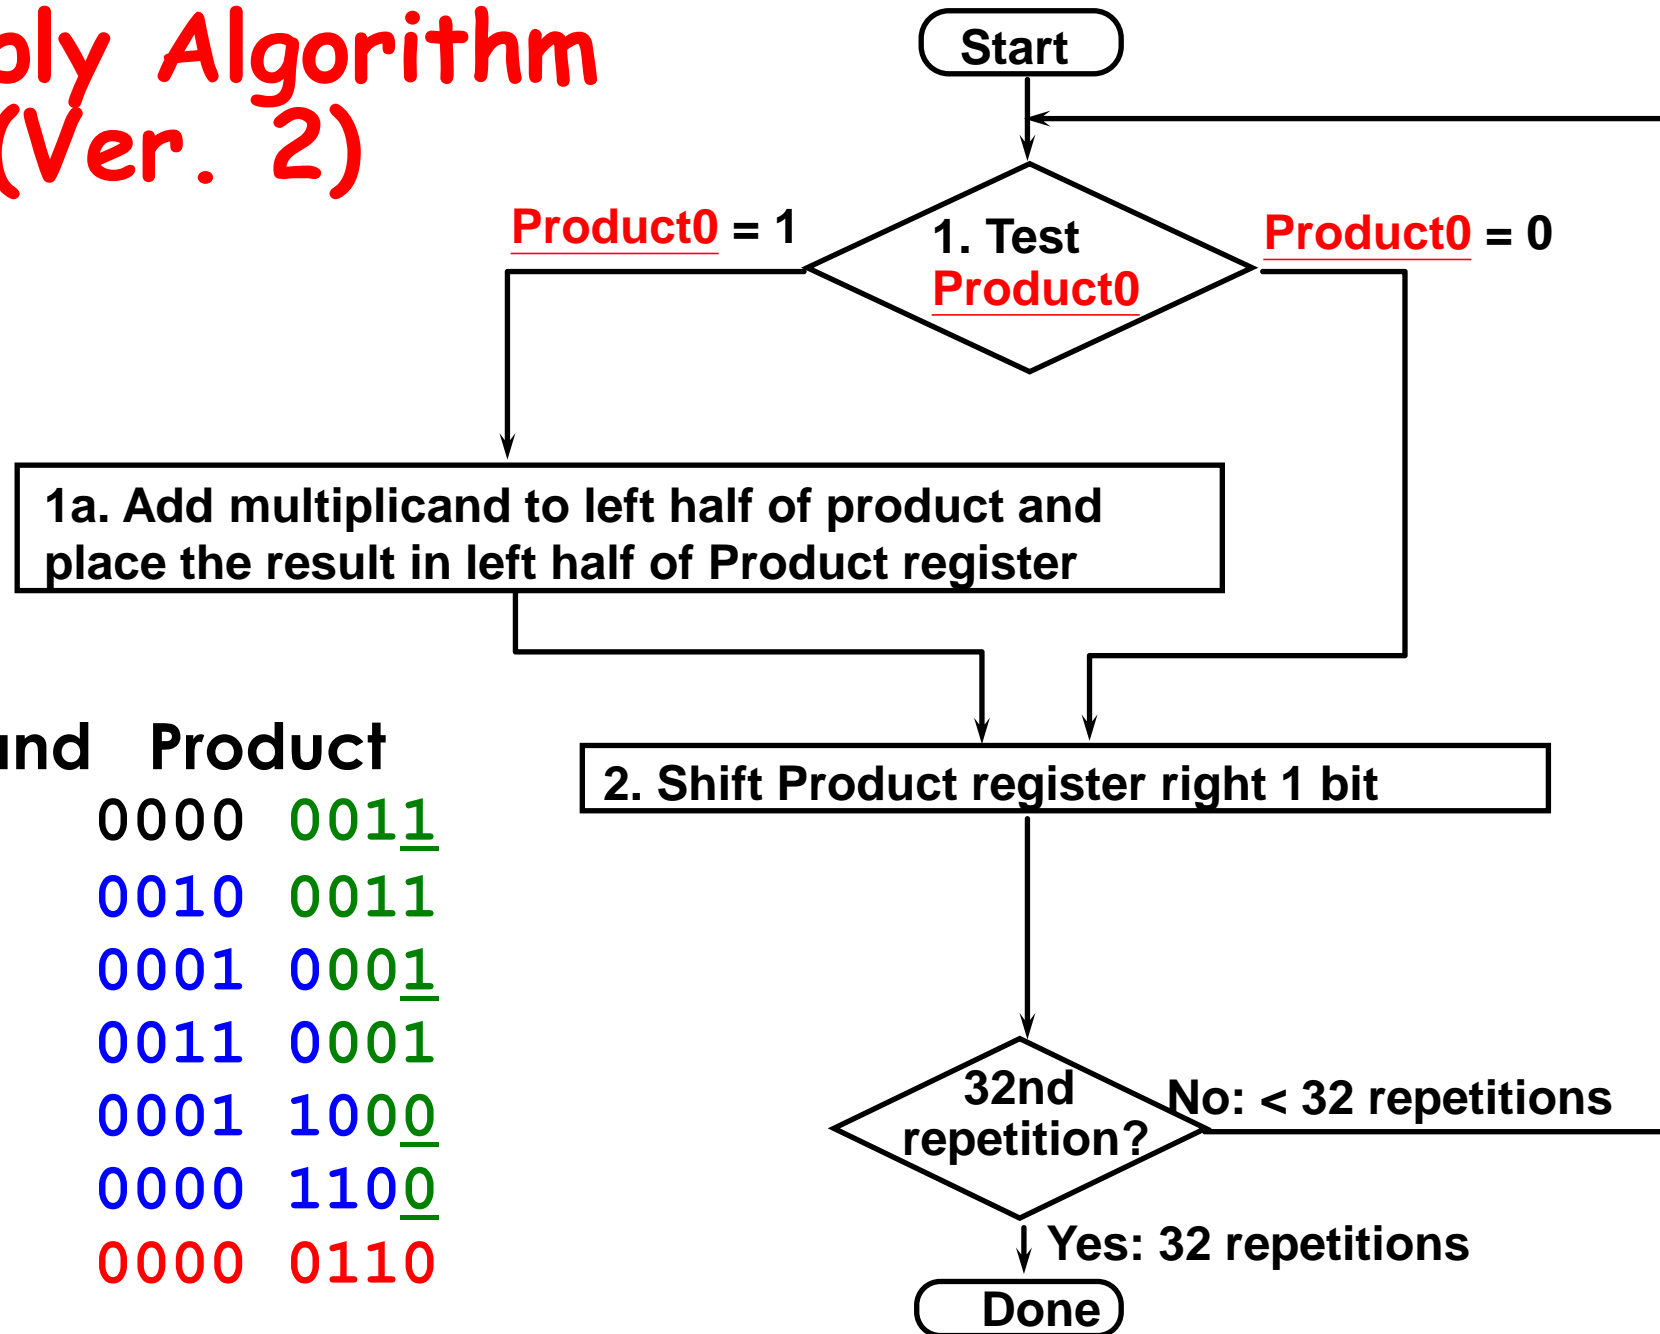 ply Algorithm
(Ver. 2)
Start
Product0 = 1
1. Test
Product0
Product0 = 0
1a. Add multiplicand to left half of product and
place the result in left half of Product register
2. Shift Product register right 1 bit
and Product
0000 0011
0010 0011
0001 0001
0011 0001
0001 1000
0000 1100
0000 0110
32nd
repetition?
No: < 32 repetitions
Yes: 32 repetitions
Done